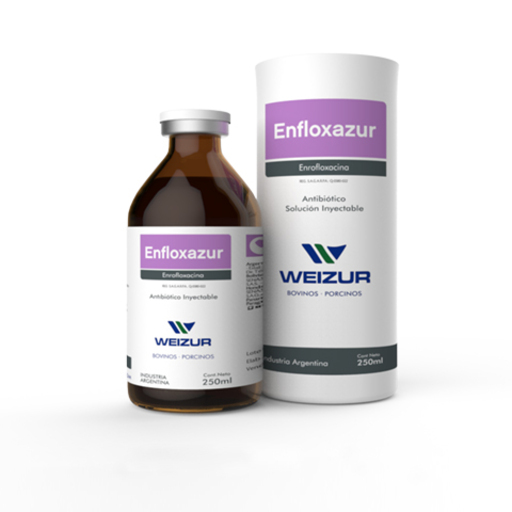 Enfloxazur
Enrofloxacina
Antibiótico Inyectable
WEIZUR
BOVINOS · PORCINOS
INDUSTRIA
ARGENTINA
Cont Neto
250ml
Enfloxazur
Enrofloxacina
Antibiótico
Solución Inyectable
WEIZUR
BOVINOS · PORCINOS
Industria Argentina
Cont Neto
250ml